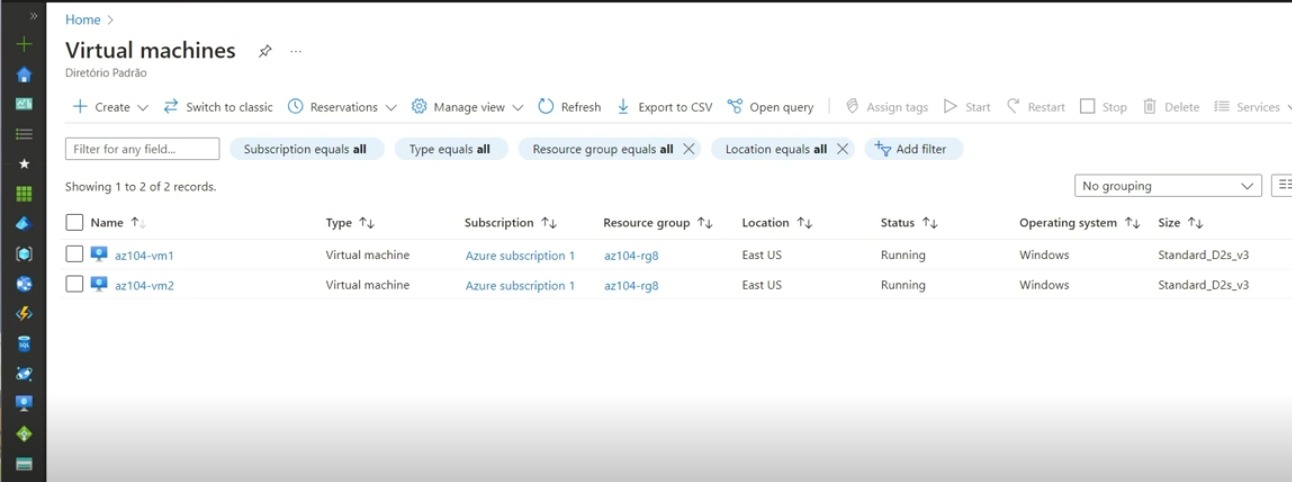 Home
Virtual machines
Diretório Padrão
Create Switch to classic Reservations Manage view Refresh Export to CSV Open query Assign tags Start Restart Stop Delete Services
Filter for any field... Subscription equals all Type equals all Resource group equals all Location equals all Add filter
Showing 1 to 2 of 2 records. No grouping
Name Type Subscription Resource group Location Status Operating system Size
az104-vm1 Virtual machine Azure subscription 1 az104-rg8 East US Running Windows Standard_D2s_v3
az104-vm2 Virtual machine Azure subscription 1 az104-rg8 East US Running Windows Standard_D2s_v3
SQL